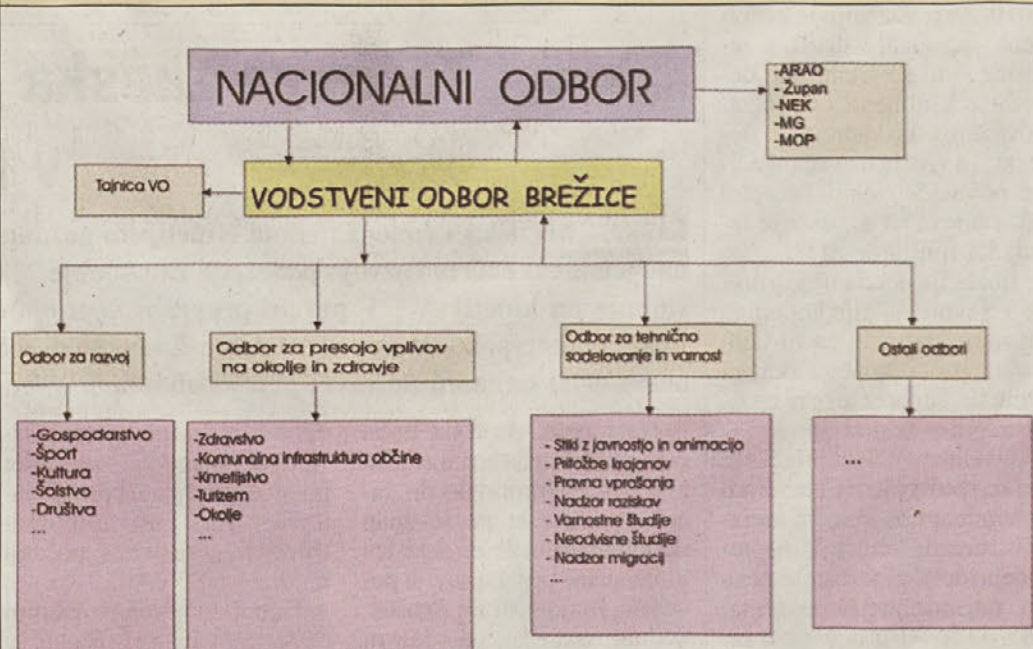 NACIONALNI ODBOR
-ARAO
- Župan
-NEK
-MG
-MOP
Tajnica VO
VODSTVENI ODBOR BREŽICE
Odbor za razvoj
Odbor za presojo vplivov
na okolje in zdravje
Odbor za tehnično
sodelovanje in varnost
Ostali odbori
-Gospodarstvo
-Šport
-Kultura
-Šolstvo
-Društva
...
-Zdravstvo
-Komunalna infrastruktura občine
-Kmetijstvo
-Turizem
-Okolje
...
- Stiki z javnostjo in animacijo
- Pritožbe krajanov
- Pravna vprašanja
- Nadzor raziskav
- Varnostne študije
- Neodvisne študije
- Nadzor migracij
...
...